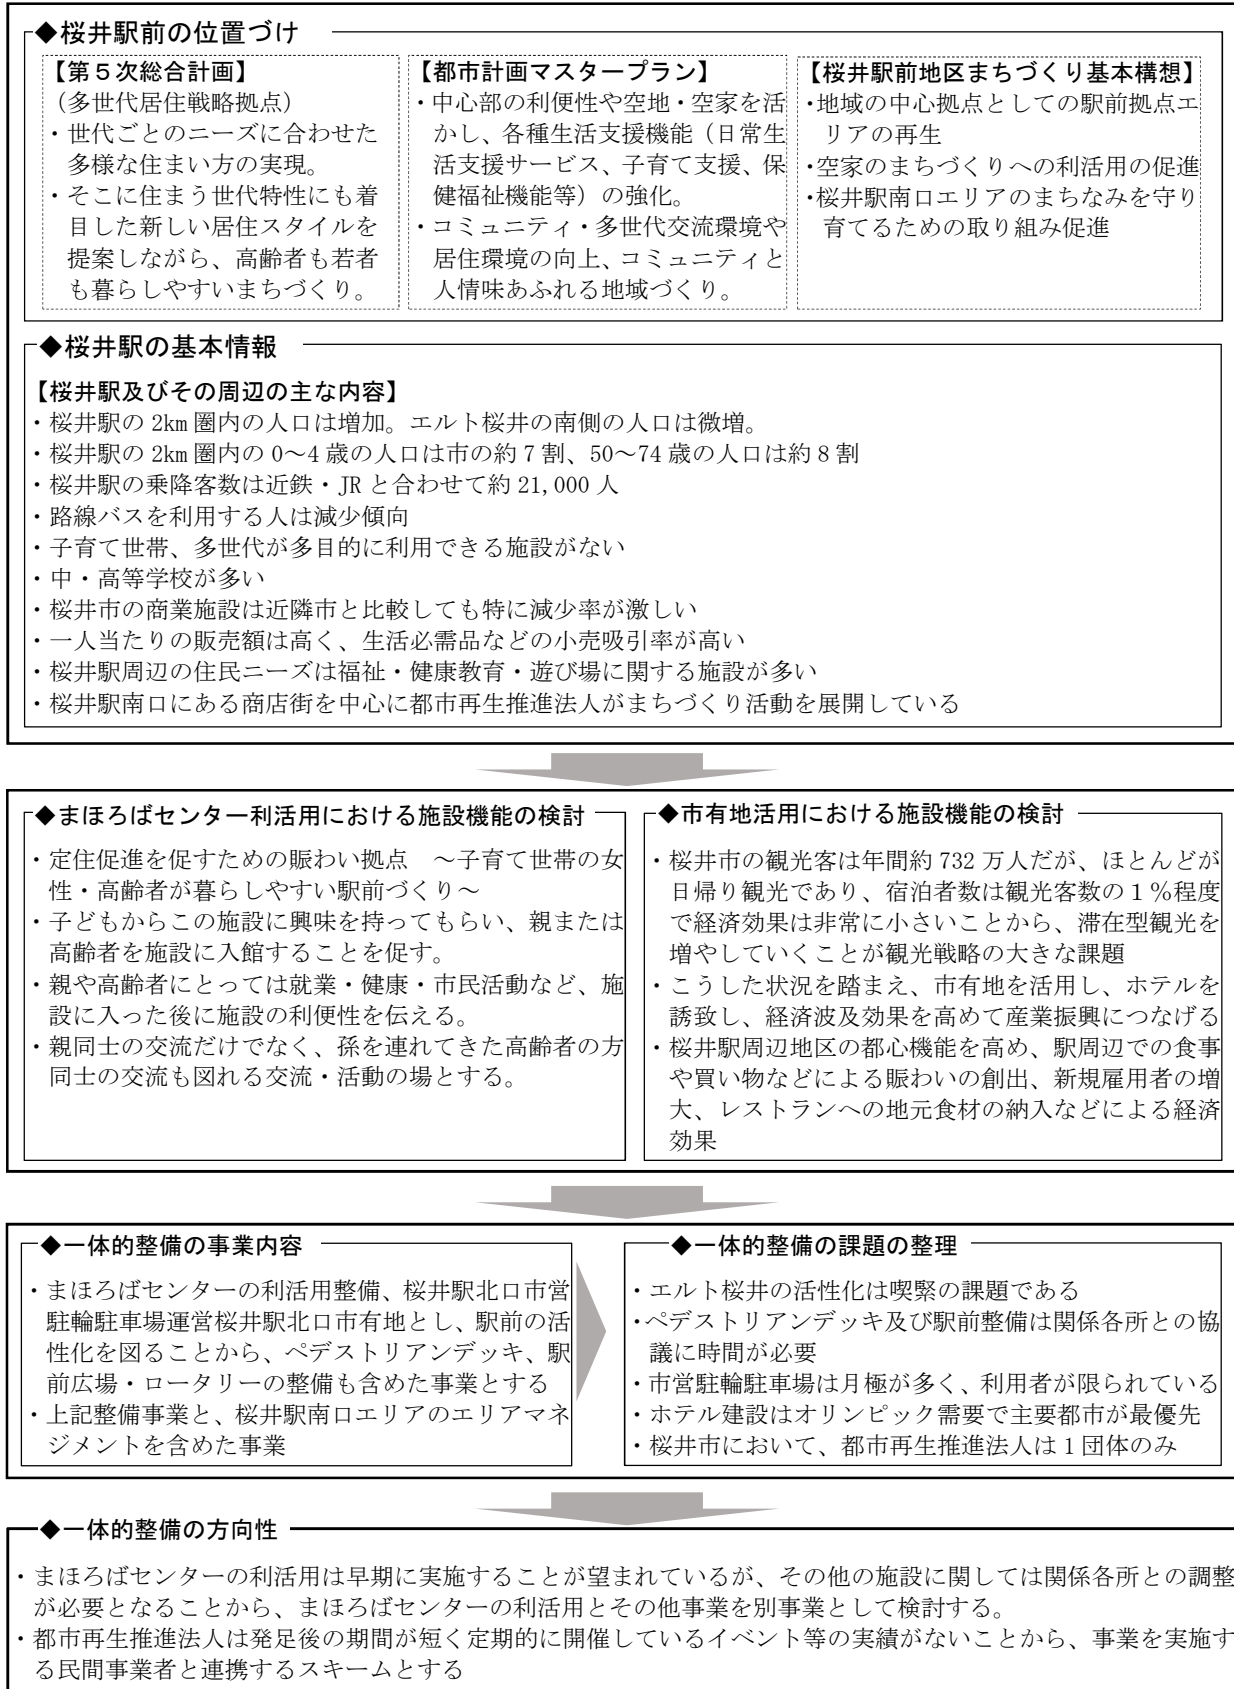 ◆桜井駅前の位置づけ
【第５次総合計画】
（多世代居住戦略拠点）
・世代ごとのニーズに合わせた
多様な住まい方の実現。
・そこに住まう世代特性にも着
目した新しい居住スタイルを
提案しながら、高齢者も若者
も暮らしやすいまちづくり。
【都市計画マスタープラン】
・中心部の利便性や空地・空家を活
かし、各種生活支援機能（日常生
活支援サービス、子育て支援、保
健福祉機能等）の強化。
・コミュニティ・多世代交流環境や
居住環境の向上、コミュニティと
人情味あふれる地域づくり。
【桜井駅前地区まちづくり基本構想】
・地域の中心拠点としての駅前拠点エ
リアの再生
・空家のまちづくりへの利活用の促進
・桜井駅南口エリアのまちなみを守り
育てるための取り組み促進
◆桜井駅の基本情報
【桜井駅及びその周辺の主な内容】
・桜井駅の 2km 圏内の人口は増加。エルト桜井の南側の人口は微増。
・桜井駅の 2km 圏内の 0～4 歳の人口は市の約 7 割、50～74 歳の人口は約 8 割
・桜井駅の乗降客数は近鉄・JR と合わせて約 21,000 人
・路線バスを利用する人は減少傾向
・子育て世帯、多世代が多目的に利用できる施設がない
・中・高等学校が多い
・桜井市の商業施設は近隣市と比較しても特に減少率が激しい
・一人当たりの販売額は高く、生活必需品などの小売吸引率が高い
・桜井駅周辺の住民ニーズは福祉・健康教育・遊び場に関する施設が多い
・桜井駅南口にある商店街を中心に都市再生推進法人がまちづくり活動を展開している
◆まほろばセンター利活用における施設機能の検討
・定住促進を促すための賑わい拠点　～子育て世帯の女
性・高齢者が暮らしやすい駅前づくり～
・子どもからこの施設に興味を持ってもらい、親または
高齢者を施設に入館することを促す。
・親や高齢者にとっては就業・健康・市民活動など、施
設に入った後に施設の利便性を伝える。
・親同士の交流だけでなく、孫を連れてきた高齢者の方
同士の交流も図れる交流・活動の場とする。
◆市有地活用における施設機能の検討
・桜井市の観光客は年間約 732 万人だが、ほとんどが
日帰り観光であり、宿泊者数は観光客数の１％程度
で経済効果は非常に小さいことから、滞在型観光を
増やしていくことが観光戦略の大きな課題
・こうした状況を踏まえ、市有地を活用し、ホテルを
誘致し、経済波及効果を高めて産業振興につなげる
・桜井駅周辺地区の都心機能を高め、駅周辺での食事
や買い物などによる賑わいの創出、新規雇用者の増
大、レストランへの地元食材の納入などによる経済
効果
◆一体的整備の事業内容
・まほろばセンターの利活用整備、桜井駅北口市営
駐輪駐車場運営桜井駅北口市有地とし、駅前の活
性化を図ることから、ペデストリアンデッキ、駅
前広場・ロータリーの整備も含めた事業とする
・上記整備事業と、桜井駅南口エリアのエリアマネ
ジメントを含めた事業
◆一体的整備の課題の整理
・エルト桜井の活性化は喫緊の課題である
・ペデストリアンデッキ及び駅前整備は関係各所との協
議に時間が必要
・市営駐輪駐車場は月極が多く、利用者が限られている
・ホテル建設はオリンピック需要で主要都市が最優先
・桜井市において、都市再生推進法人は 1 団体のみ
◆一体的整備の方向性
・まほろばセンターの利活用は早期に実施することが望まれているが、その他の施設に関しては関係各所との調整
が必要となることから、まほろばセンターの利活用とその他事業を別事業として検討する。
・都市再生推進法人は発足後の期間が短く定期的に開催しているイベント等の実績がないことから、事業を実施す
る民間事業者と連携するスキームとする